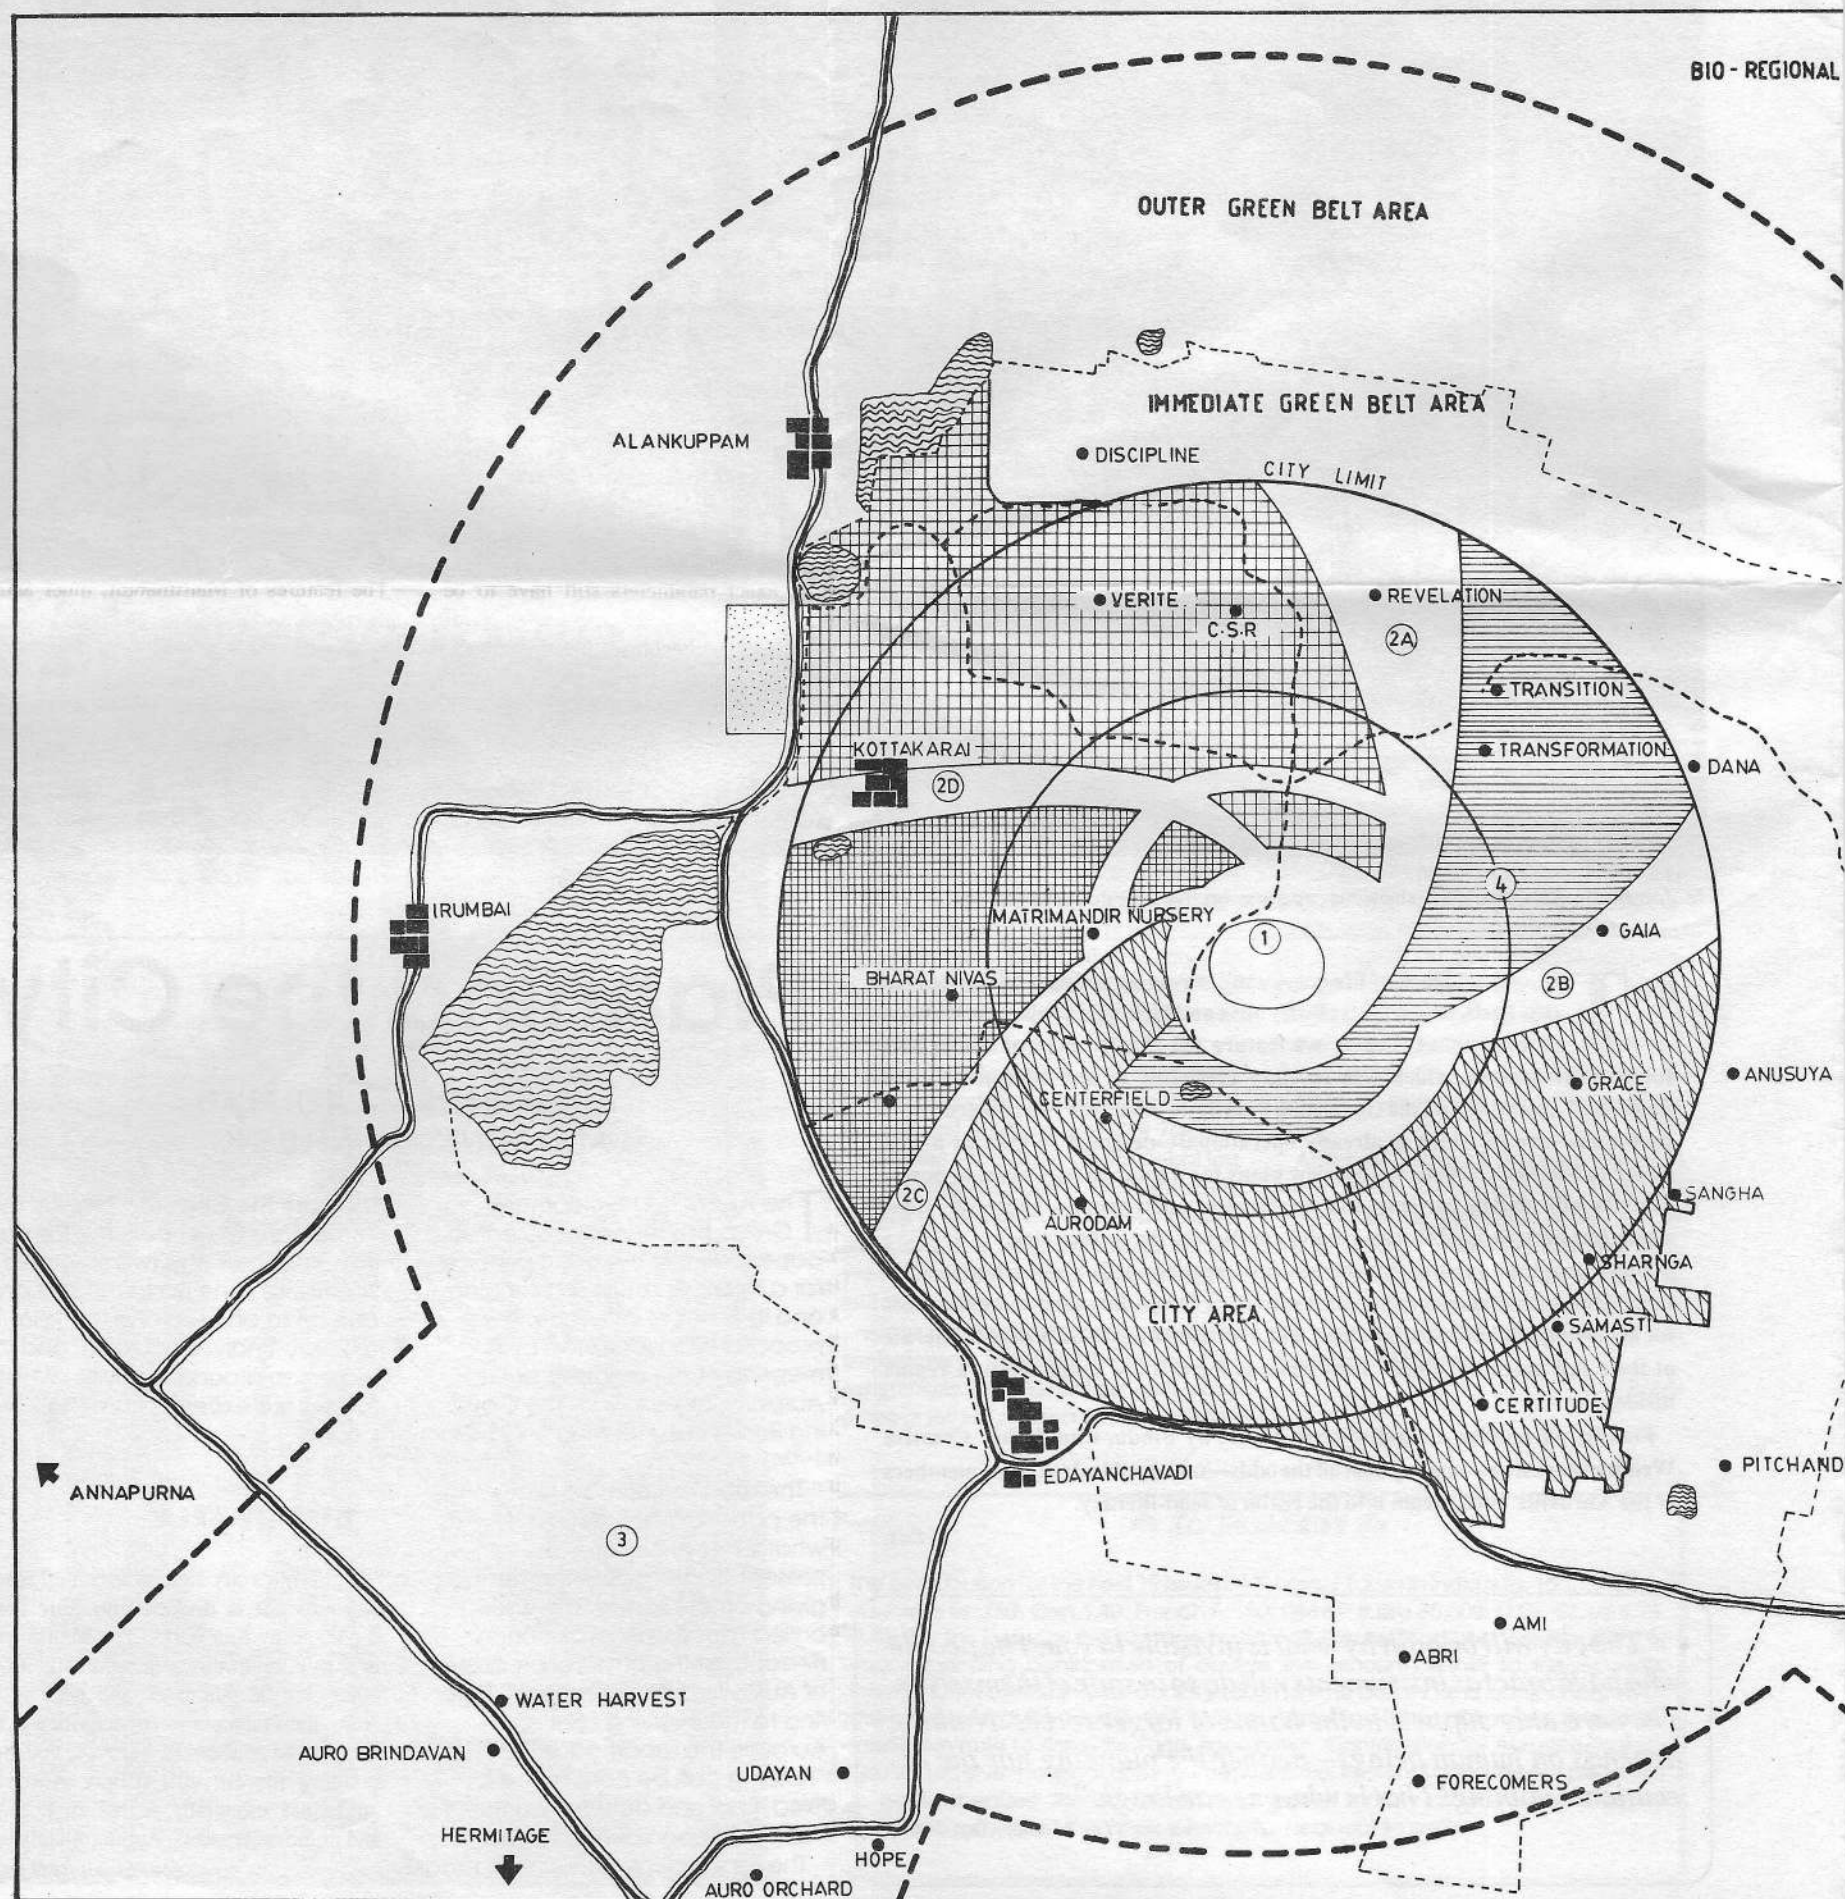 BIO - REGIONAL
OUTER GREEN BELT AREA
IMMEDIATE GREEN BELT AREA
ALANKUPPAM
DISCIPLINE
CITY LIMIT
VERITE
REVELATION
C.S.R
2A
TRANSITION
KOTTAKARAI
TRANSFORMATION
DANA
2D
4
IRUMBAI
MATRIMANDIR NURSERY
1
GAIA
BHARAT NIVAS
2B
ANUSUYA
GRACE
CENTERFIELD
2C
SANGHA
AURODAM
SHARNGA
CITY AREA
SAMASTI
CERTITUDE
PITCHAND
EDAYANCHAVADI
ANNAPURNA
3
AMI
ABRI
WATER HARVEST
AURO BRINDAVAN
UDAYAN
FORECOMERS
HERMITAGE
HOPE
AURO ORCHARD